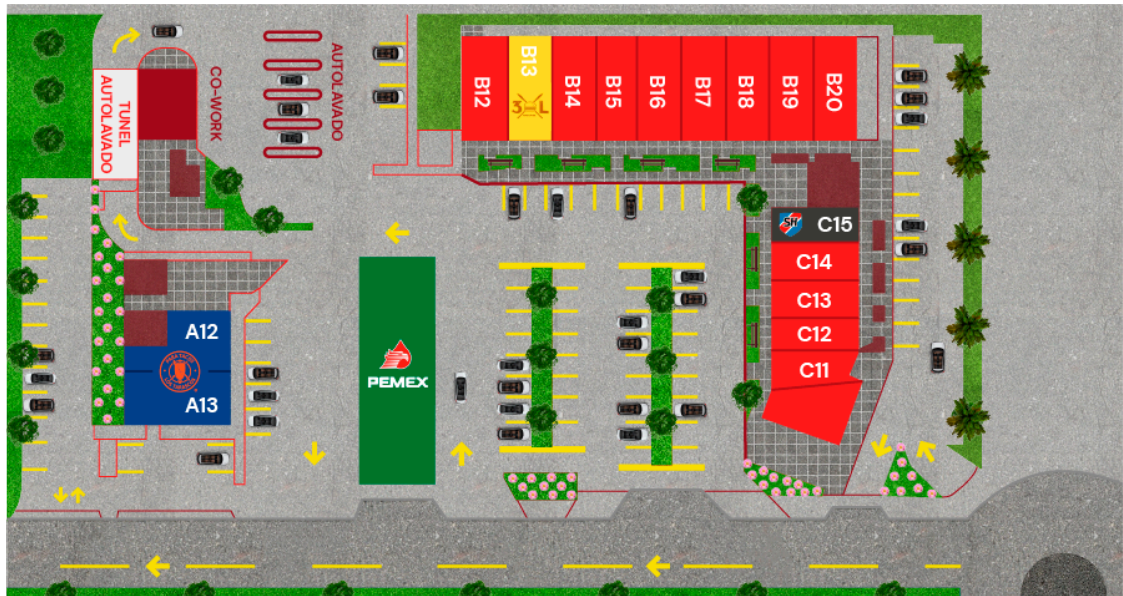 TUNEL
AUTOLAVADO
CO-WORK
AUTOLAVADO
B12
B13
3-L
B14
B15
B16
B17
B18
B19
B20
SH
C15
C14
C13
C12
C11
A12
A13
PEMEX